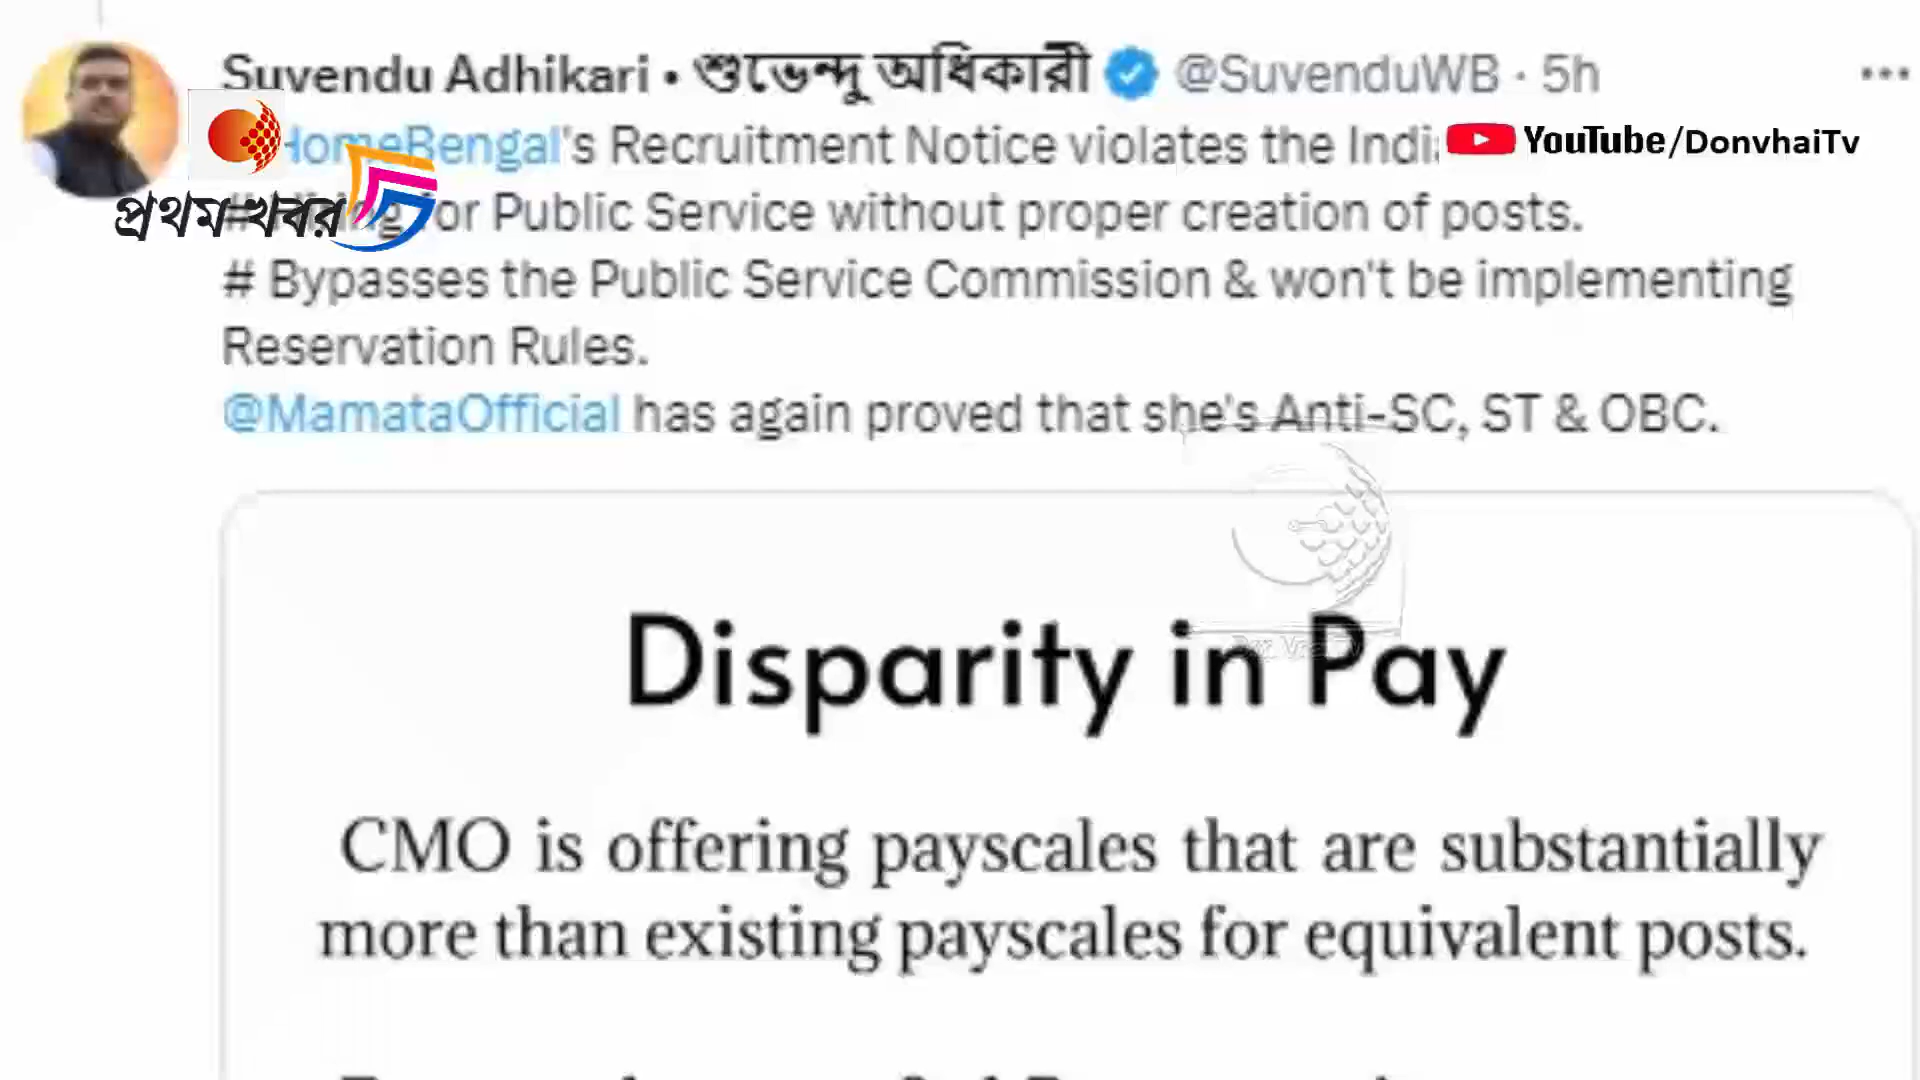 Suvendu Adhikari • শুভেন্দু অধিকারী @SuvenduWB · 5h
HomeBengal's Recruitment Notice violates the Indi
YouTube/DonvhaiTv
প্রথম খবর
for Public Service without proper creation of posts.
# Bypasses the Public Service Commission & won't be implementing
Reservation Rules.
@MamataOfficial has again proved that she's Anti-SC, ST & OBC.
Disparity in Pay
CMO is offering payscales that are substantially
more than existing payscales for equivalent posts.